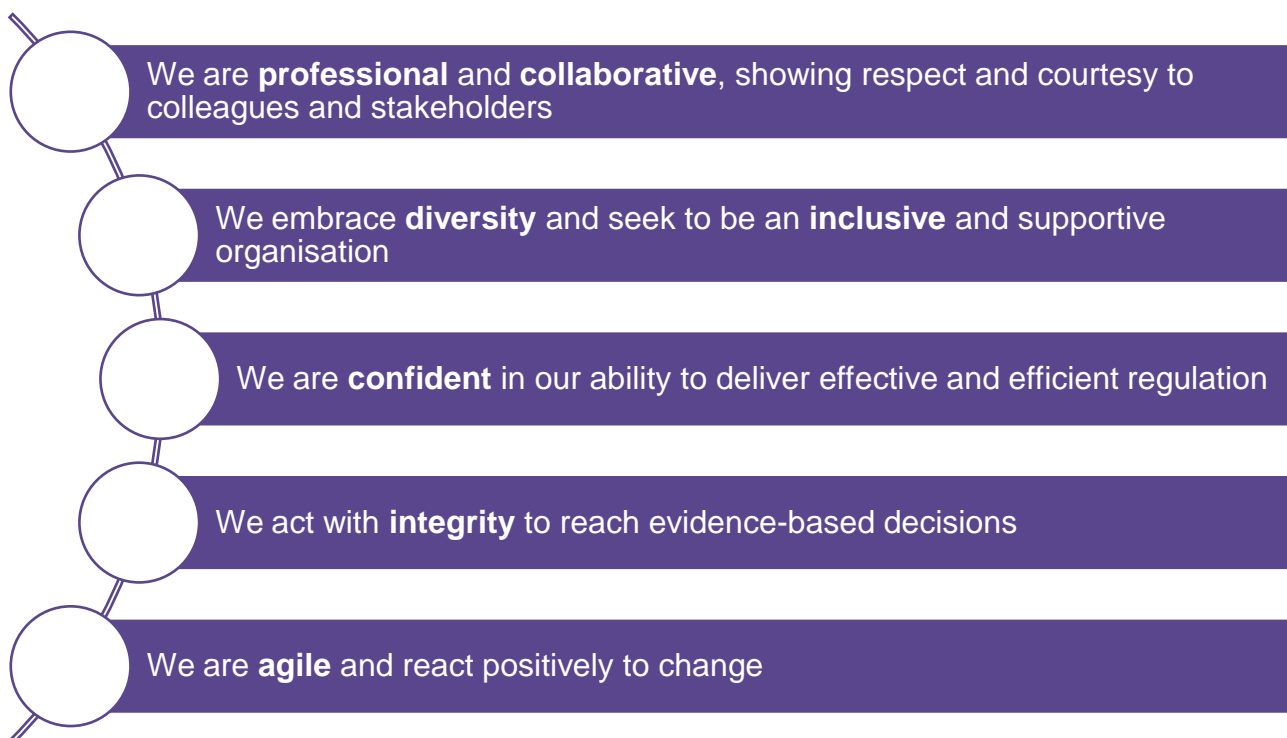 We are professional and collaborative, showing respect and courtesy to
colleagues and stakeholders
We embrace diversity and seek to be an inclusive and supportive
organisation
We are confident in our ability to deliver effective and efficient regulation
We act with integrity to reach evidence-based decisions
We are agile and react positively to change